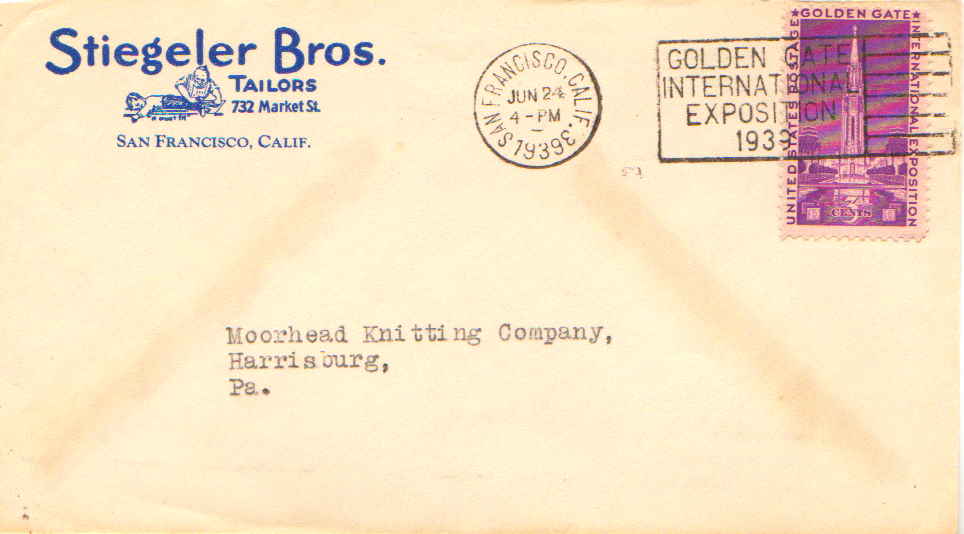 Stiegeler Bros.
TAILORS
732 Market St.
SAN FRANCISCO, CALIF.
SAN FRANCISCO, CALIF. 3
JUN 24
4 - PM
1939
GOLDEN GATE
INTERNATIONAL
EXPOSITION
1939
★GOLDEN GATE★
INTERNATIONAL EXPOSITION
UNITED STATES POSTAGE
3
CENTS
Moorhead Knitting Company,
Harrisburg,
Pa.